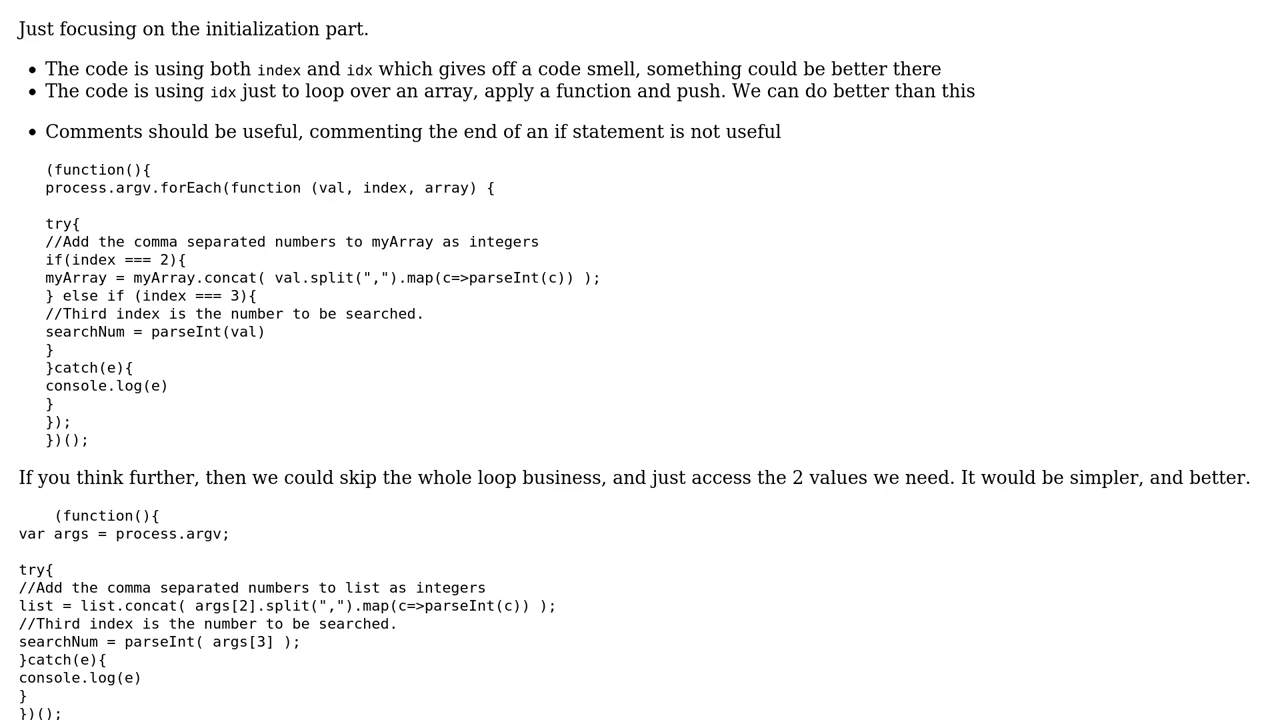 Just focusing on the initialization part.
• The code is using both index and idx which gives off a code smell, something could be better there
• The code is using idx just to loop over an array, apply a function and push. We can do better than this
• Comments should be useful, commenting the end of an if statement is not useful
(function(){
process.argv.forEach(function (val, index, array) {
try{
//Add the comma separated numbers to myArray as integers
if(index === 2){
myArray = myArray.concat( val.split(",").map(c=>parseInt(c)) );
} else if (index === 3){
//Third index is the number to be searched.
searchNum = parseInt(val)
}
}catch(e){
console.log(e)
}
});
})();
If you think further, then we could skip the whole loop business, and just access the 2 values we need. It would be simpler, and better.
(function(){
var args = process.argv;
try{
//Add the comma separated numbers to list as integers
list = list.concat( args[2].split(",").map(c=>parseInt(c)) );
//Third index is the number to be searched.
searchNum = parseInt( args[3] );
}catch(e){
console.log(e)
}
})();